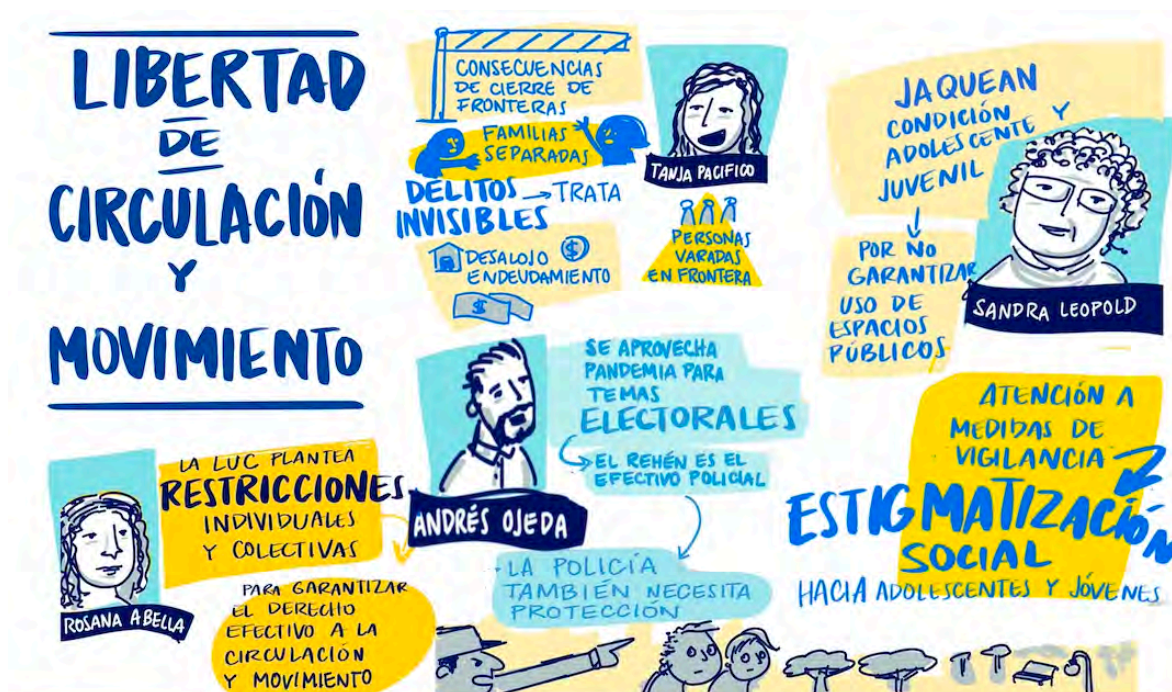 LIBERTAD
DE
CIRCULACIÓN
Y
MOVIMIENTO
CONSECUENCIAS
DE CIERRE DE
FRONTERAS
FAMILIAS
SEPARADAS
DELITOS → TRATA
INVISIBLES
DESALOJO $
ENDEUDAMIENTO
$
TANJA PACIFICO
PERSONAS
VARADAS
EN FRONTERA
JAQUEAN
CONDICIÓN
ADOLESCENTE Y
JUVENIL
POR NO
GARANTIZAR
USO DE
ESPACIOS
PÚBLICOS
SANDRA LEOPOLD
ATENCIÓN A
MEDIDAS DE
VIGILANCIA
ESTIGMATIZACIÓN
SOCIAL
HACIA ADOLESCENTES Y JÓVENES
SE APROVECHA
PANDEMIA PARA
TEMAS
ELECTORALES
EL REHÉN ES EL
EFECTIVO POLICIAL
ANDRÉS OJEDA
LA POLICÍA
TAMBIÉN NECESITA
PROTECCIÓN
LA LUC PLANTEA
RESTRICCIONES
INDIVIDUALES
Y COLECTIVAS
ROSANA ABELLA
PARA GARANTIZAR
EL DERECHO
EFECTIVO A LA
CIRCULACIÓN
Y MOVIMIENTO